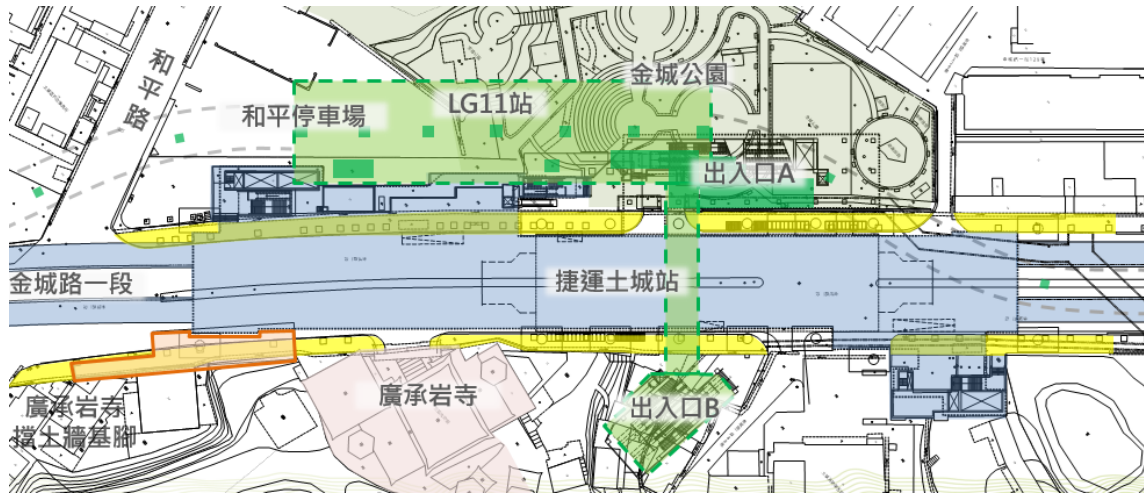 和平路
金城公園
LG11站
和平停車場
出入口A
金城路一段
捷運土城站
廣承岩寺
擋土牆基腳
廣承岩寺
出入口B